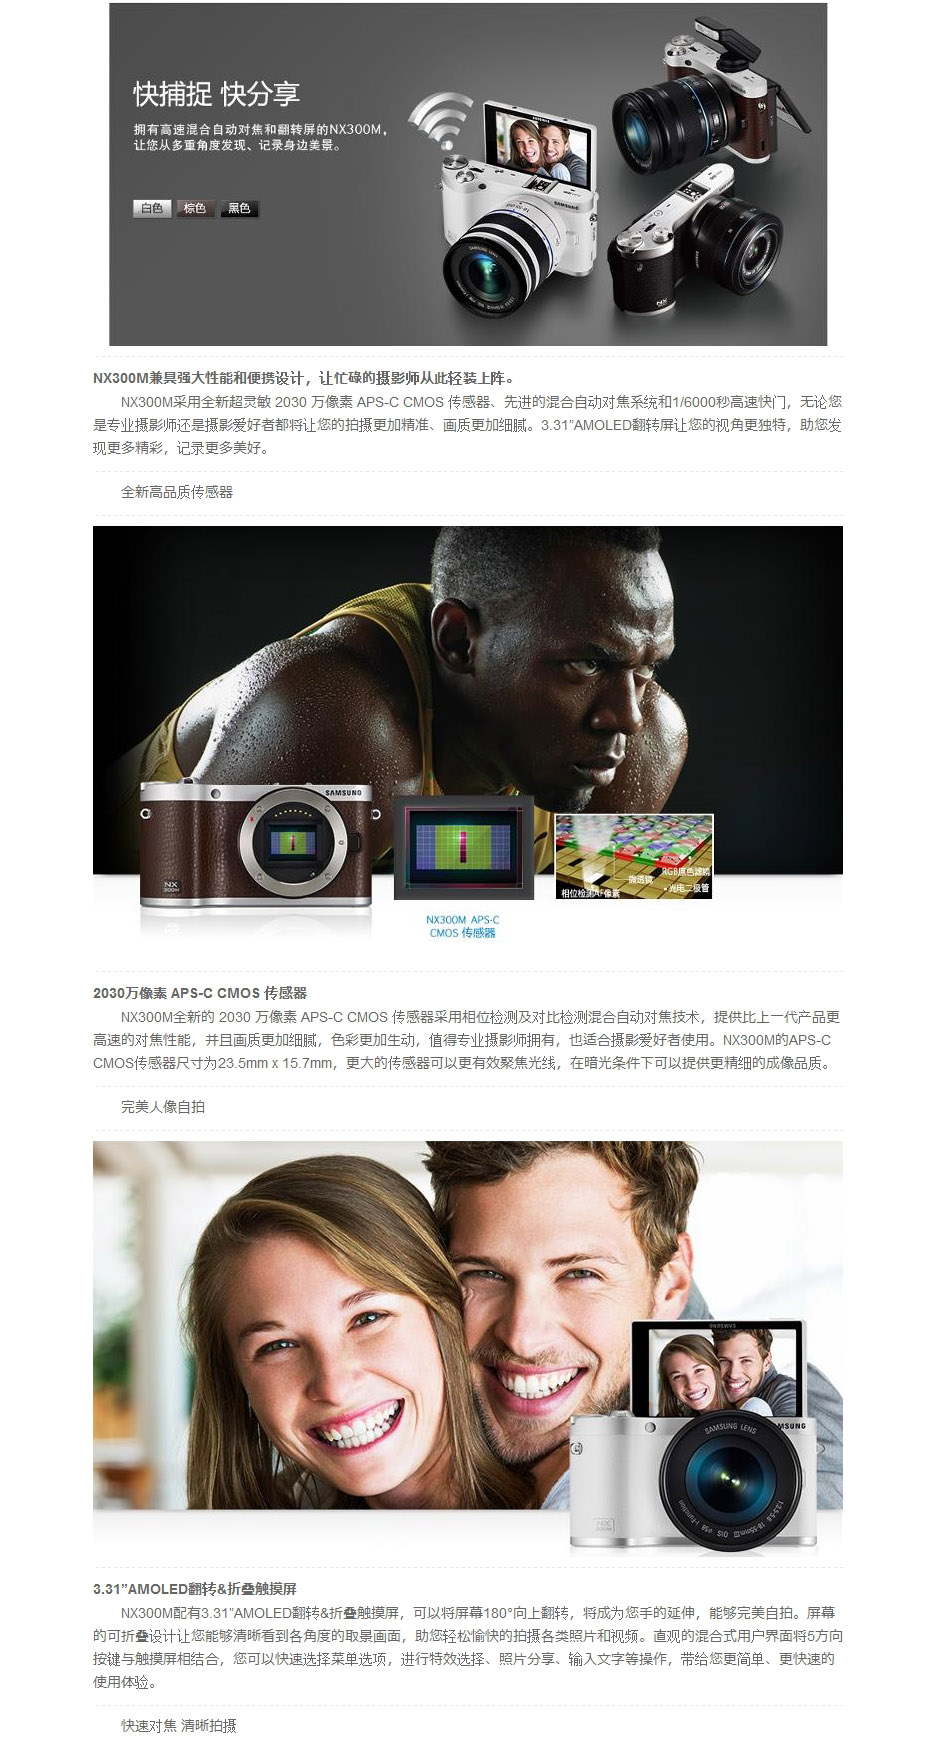 快捕捉 快分享
拥有高速混合自动对焦和翻转屏的NX300M，
让您从多重角度发现、记录身边美景。
白色 棕色 黑色
SAMSUNG
NX300M兼具强大性能和便携设计，让忙碌的摄影师从此轻装上阵。
NX300M采用全新超灵敏 2030 万像素 APS-C CMOS 传感器、先进的混合自动对焦系统和1/6000秒高速快门，无论您
是专业摄影师还是摄影爱好者都将让您的拍摄更加精准、画质更加细腻。3.31”AMOLED翻转屏让您的视角更独特，助您发
现更多精彩，记录更多美好。
全新高品质传感器
SAMSUNG
NX
300M
RGB原色滤镜
微透镜
光电二极管
相位检测AF像素
NX300M APS-C
CMOS 传感器
2030万像素 APS-C CMOS 传感器
NX300M全新的 2030 万像素 APS-C CMOS 传感器采用相位检测及对比检测混合自动对焦技术，提供比上一代产品更
高速的对焦性能，并且画质更加细腻，色彩更加生动，值得专业摄影师拥有，也适合摄影爱好者使用。NX300M的APS-C
CMOS传感器尺寸为23.5mm x 15.7mm，更大的传感器可以更有效聚焦光线，在暗光条件下可以提供更精细的成像品质。
完美人像自拍
SAMSUNG
SAMSUNG LENS
MSUNG
1:3.5-5.6 18-55mm III OIS ø58 i-Function
NX
300M
3.31”AMOLED翻转&折叠触摸屏
NX300M配有3.31”AMOLED翻转&折叠触摸屏，可以将屏幕180°向上翻转，将成为您手的延伸，能够完美自拍。屏幕
的可折叠设计让您能够清晰看到各角度的取景画面，助您轻松愉快的拍摄各类照片和视频。直观的混合式用户界面将5方向
按键与触摸屏相结合，您可以快速选择菜单选项，进行特效选择、照片分享、输入文字等操作，带给您更简单、更快速的
使用体验。
快速对焦 清晰拍摄